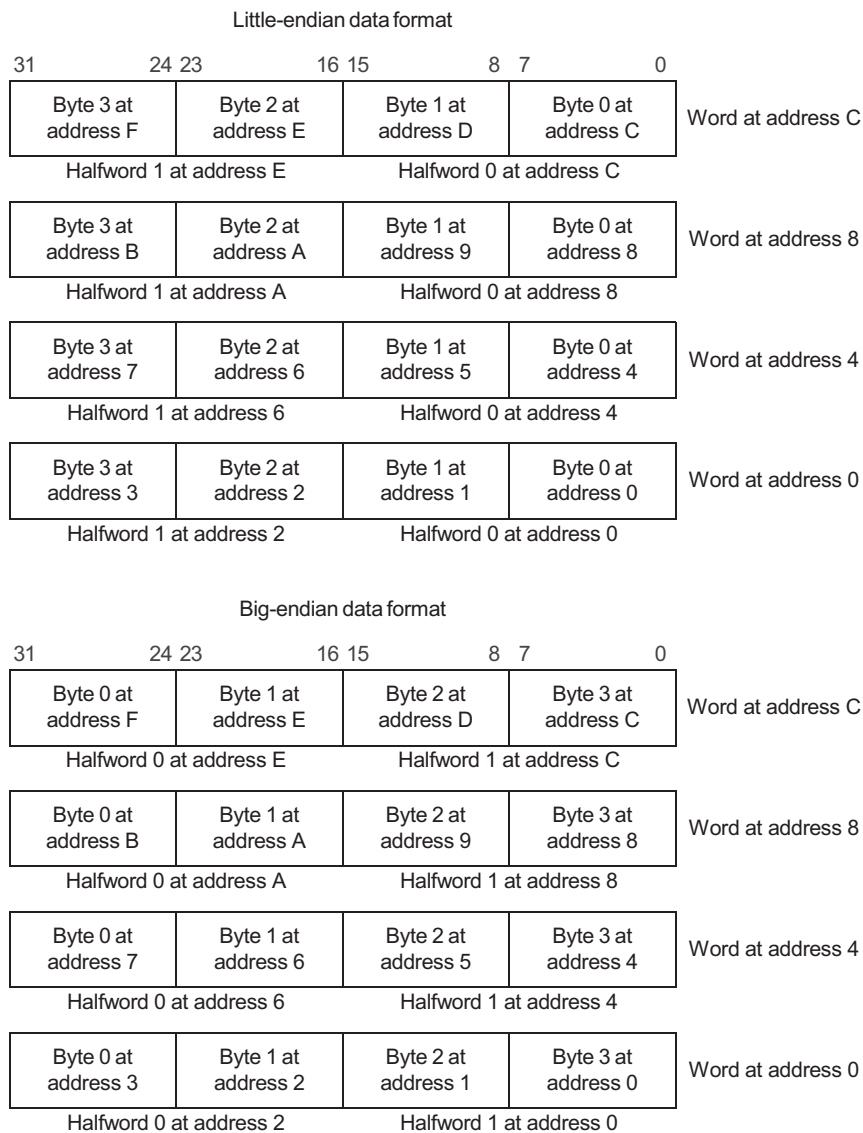 Little-endian data format
31 24 23 16 15 8 7 0
Byte 3 at address F Byte 2 at address E Byte 1 at address D Byte 0 at address C Word at address C
Halfword 1 at address E Halfword 0 at address C
Byte 3 at address B Byte 2 at address A Byte 1 at address 9 Byte 0 at address 8 Word at address 8
Halfword 1 at address A Halfword 0 at address 8
Byte 3 at address 7 Byte 2 at address 6 Byte 1 at address 5 Byte 0 at address 4 Word at address 4
Halfword 1 at address 6 Halfword 0 at address 4
Byte 3 at address 3 Byte 2 at address 2 Byte 1 at address 1 Byte 0 at address 0 Word at address 0
Halfword 1 at address 2 Halfword 0 at address 0
Big-endian data format
31 24 23 16 15 8 7 0
Byte 0 at address F Byte 1 at address E Byte 2 at address D Byte 3 at address C Word at address C
Halfword 0 at address E Halfword 1 at address C
Byte 0 at address B Byte 1 at address A Byte 2 at address 9 Byte 3 at address 8 Word at address 8
Halfword 0 at address A Halfword 1 at address 8
Byte 0 at address 7 Byte 1 at address 6 Byte 2 at address 5 Byte 3 at address 4 Word at address 4
Halfword 0 at address 6 Halfword 1 at address 4
Byte 0 at address 3 Byte 1 at address 2 Byte 2 at address 1 Byte 3 at address 0 Word at address 0
Halfword 0 at address 2 Halfword 1 at address 0